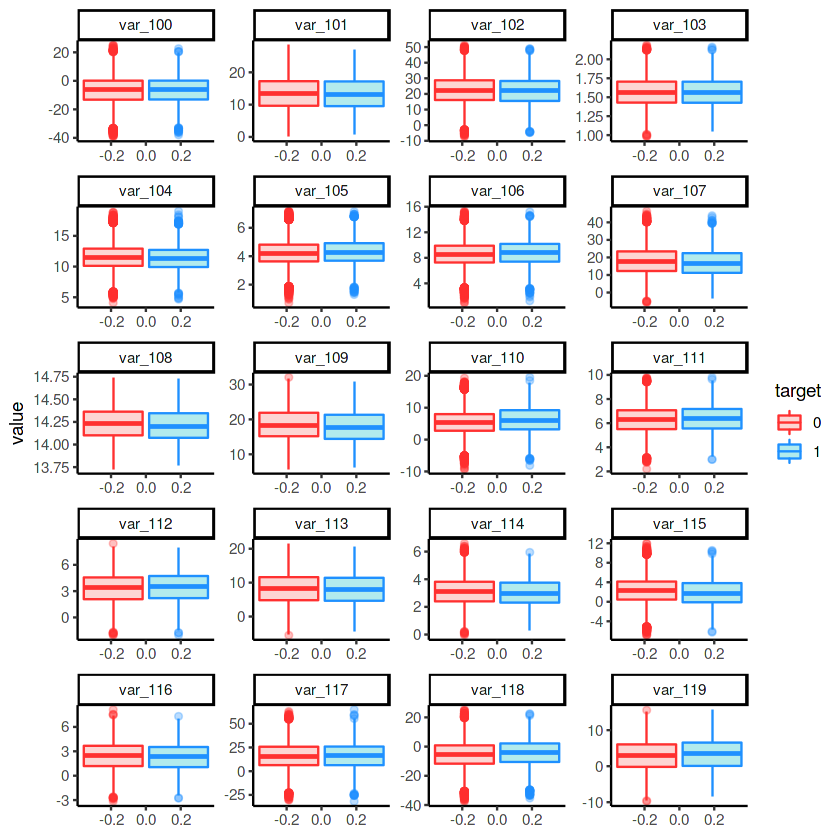 var_100 var_101 var_102 var_103
20 0 -20 -40
20 10 0
50 40 30 20 10 0 -10
2.00 1.75 1.50 1.25 1.00
-0.2 0.0 0.2 -0.2 0.0 0.2 -0.2 0.0 0.2 -0.2 0.0 0.2
var_104 var_105 var_106 var_107
15 10 5
6 4 2
16 12 8 4
40 30 20 10 0
-0.2 0.0 0.2 -0.2 0.0 0.2 -0.2 0.0 0.2 -0.2 0.0 0.2
var_108 var_109 var_110 var_111
14.75 14.50 14.25 14.00 13.75
30 20 10
20 10 0 -10
10 8 6 4 2
-0.2 0.0 0.2 -0.2 0.0 0.2 -0.2 0.0 0.2 -0.2 0.0 0.2
value
target
0
1
var_112 var_113 var_114 var_115
6 3 0
20 10 0
6 4 2 0
12 8 4 0 -4
-0.2 0.0 0.2 -0.2 0.0 0.2 -0.2 0.0 0.2 -0.2 0.0 0.2
var_116 var_117 var_118 var_119
6 3 0 -3
50 25 0 -25
20 0 -20 -40
10 0 -10
-0.2 0.0 0.2 -0.2 0.0 0.2 -0.2 0.0 0.2 -0.2 0.0 0.2